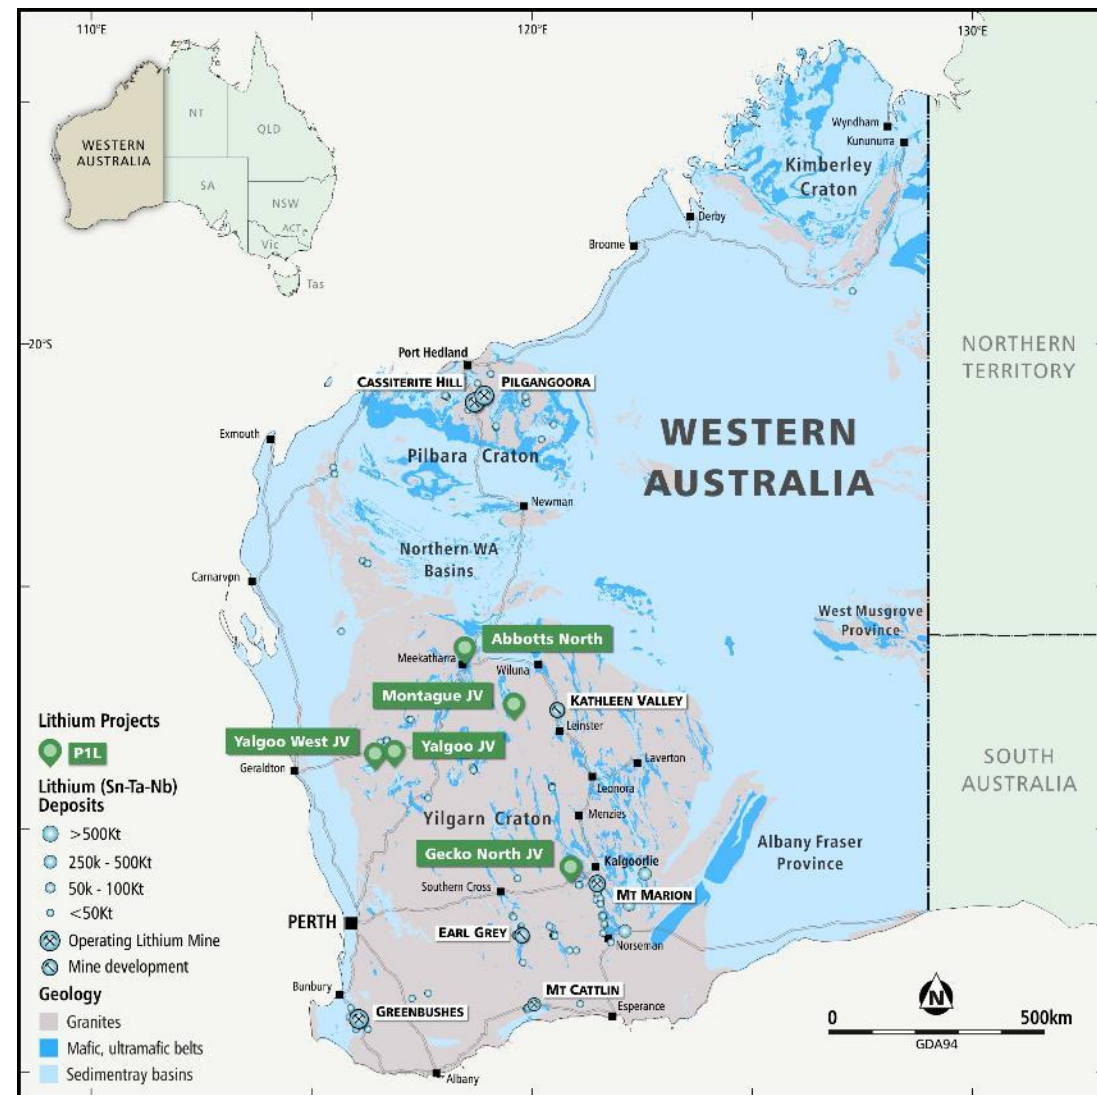 110°E
120°E
130°E
WESTERN
AUSTRALIA
NT
QLD
SA
NSW
ACT
Vic
Tas
Wyndham
Kununurra
Kimberley
Craton
Derby
Broome
20°S
NORTHERN
TERRITORY
Port Hedland
CASSITERITE HILL
PILGANGOORA
WESTERN
AUSTRALIA
Exmouth
Pilbara Craton
Newman
Northern WA
Basins
Carnarvon
West Musgrove
Province
Abbotts North
Meekatharra
Wiluna
Montague JV
KATHLEEN VALLEY
Leinster
Yalgoo West JV
Yalgoo JV
Geraldton
Laverton
Leonora
SOUTH
AUSTRALIA
Menzies
Yilgarn Craton
Albany Fraser
Province
Gecko North JV
Kalgoorlie
Southern Cross
MT MARION
PERTH
EARL GREY
Norseman
Bunbury
MT CATTLIN
GREENBUSHES
Esperance
Albany
Lithium Projects
P1L
Lithium (Sn-Ta-Nb)
Deposits
>500Kt
250k - 500Kt
50k - 100Kt
<50Kt
Operating Lithium Mine
Mine development
Geology
Granites
Mafic, ultramafic belts
Sedimentray basins
N
0 500km
GDA94